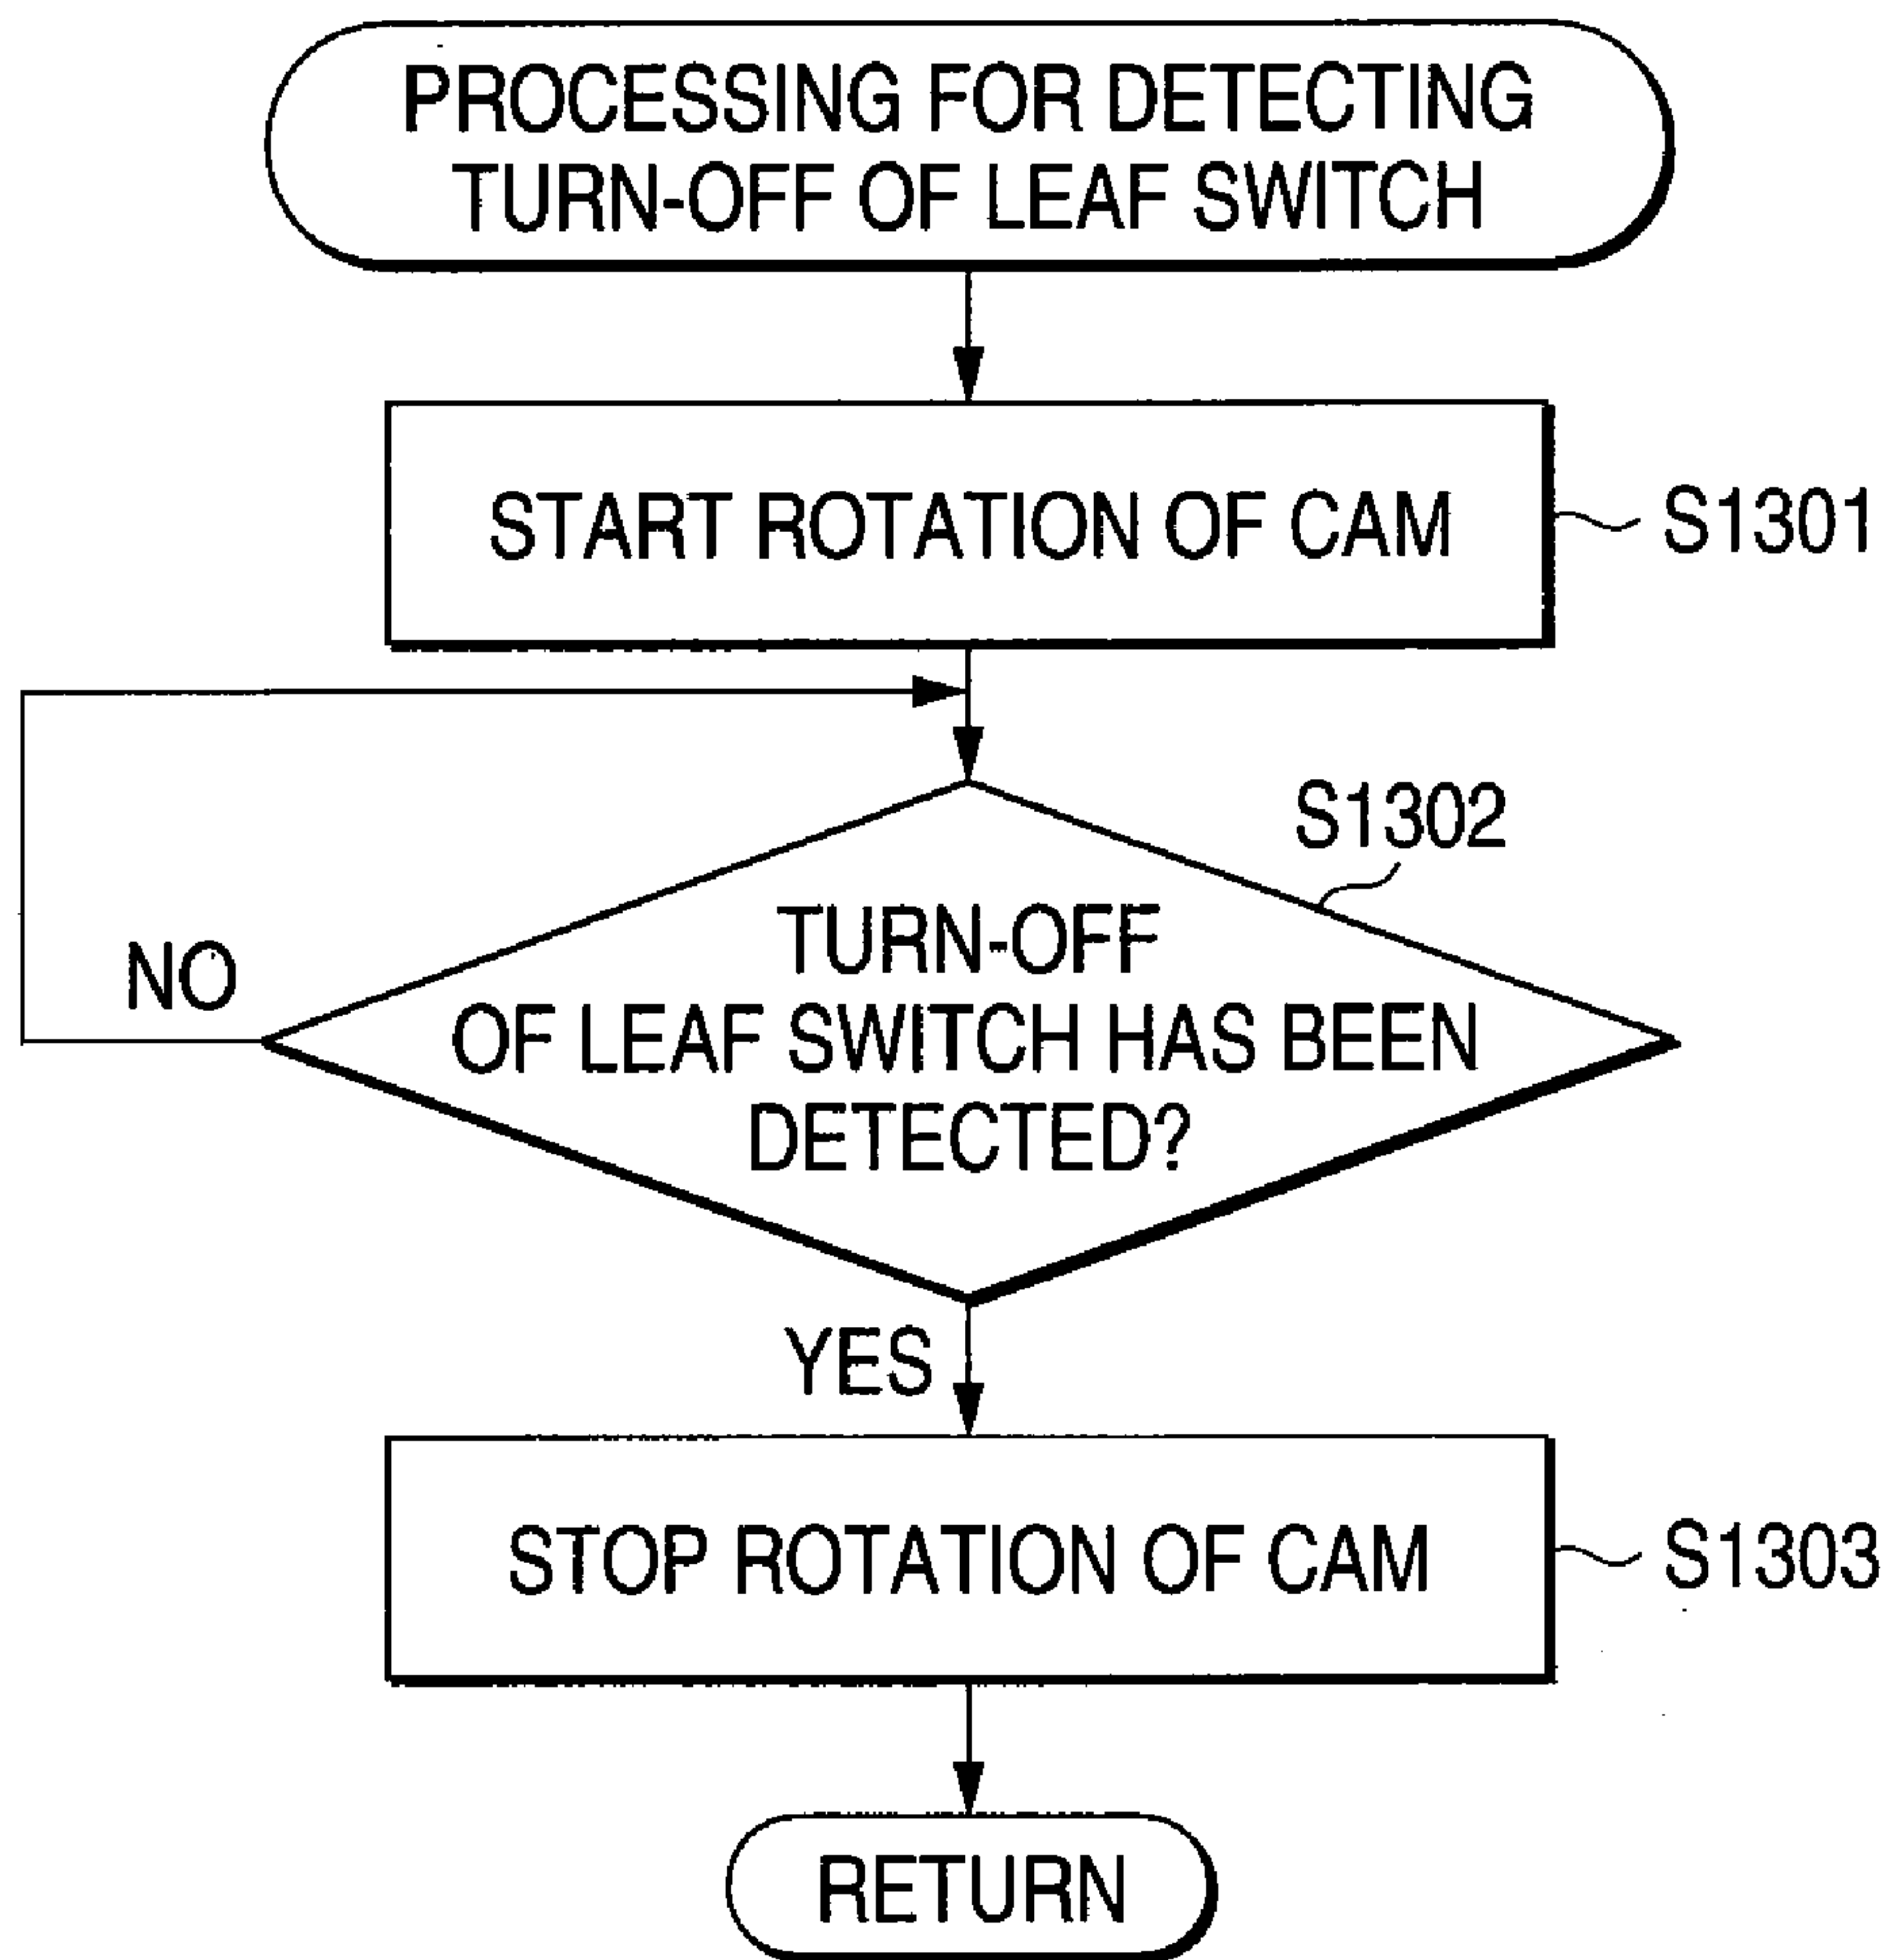 PROCESSING FOR DETECTING
TURN-OFF OF LEAF SWITCH
START ROTATION OF CAM
S1301
S1302
TURN-OFF
OF LEAF SWITCH HAS BEEN
DETECTED?
NO
YES
STOP ROTATION OF CAM
S1303
RETURN